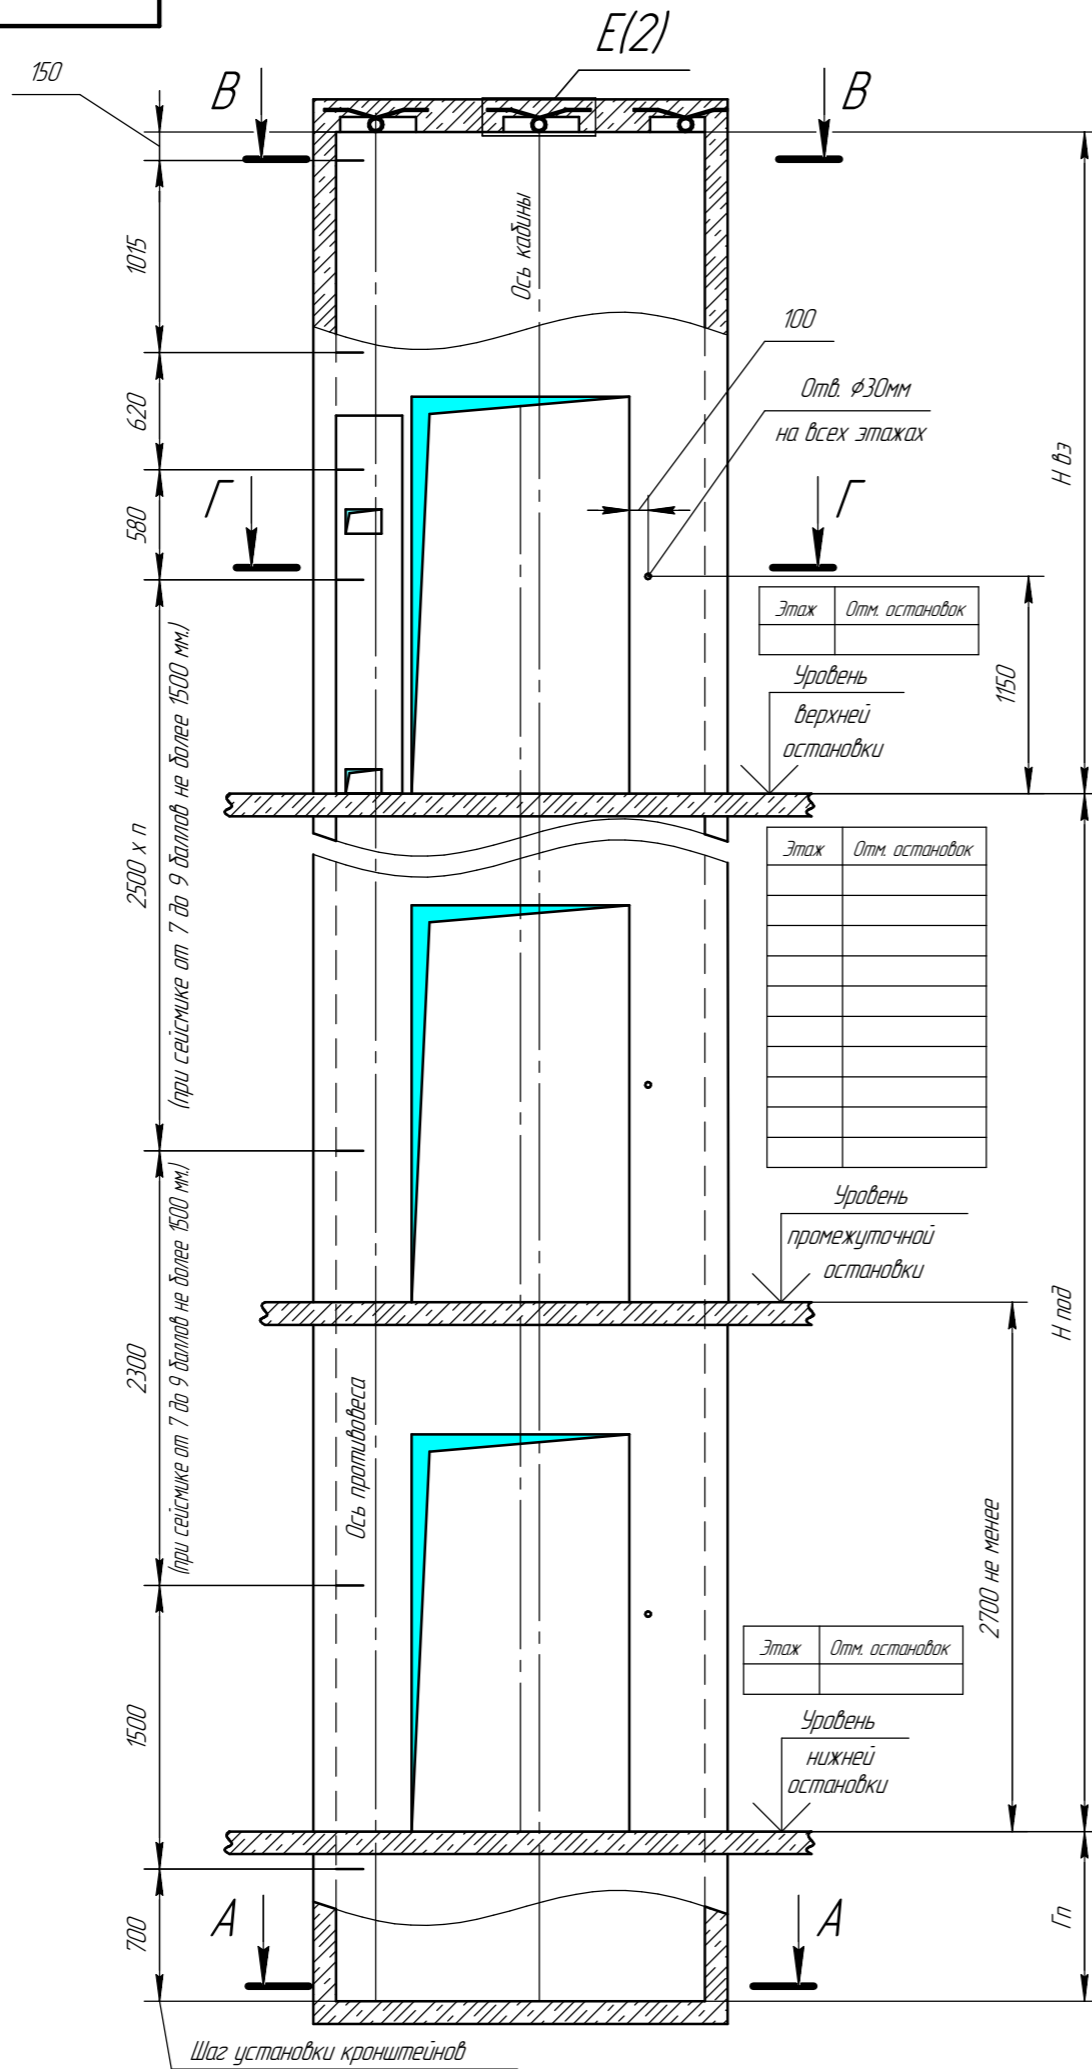 Е(2)
150
В
В
1015
Ось кабины
100
620
Отв. ϕ30мм
на всех этажах
Н вз
Г
Г
580
Этаж Отм. остановок
1150
Уровень
верхней
остановки
2500 х n
(при сейсмике от 7 до 9 баллов не более 1500 мм.)
Этаж Отм. остановок
Уровень
промежуточной
остановки
Н под
2300
(при сейсмике от 7 до 9 баллов не более 1500 мм.)
Ось противовеса
2700 не менее
Этаж Отм. остановок
1500
Уровень
нижней
остановки
700
А
А
Гп
Шаг установки кронштейнов